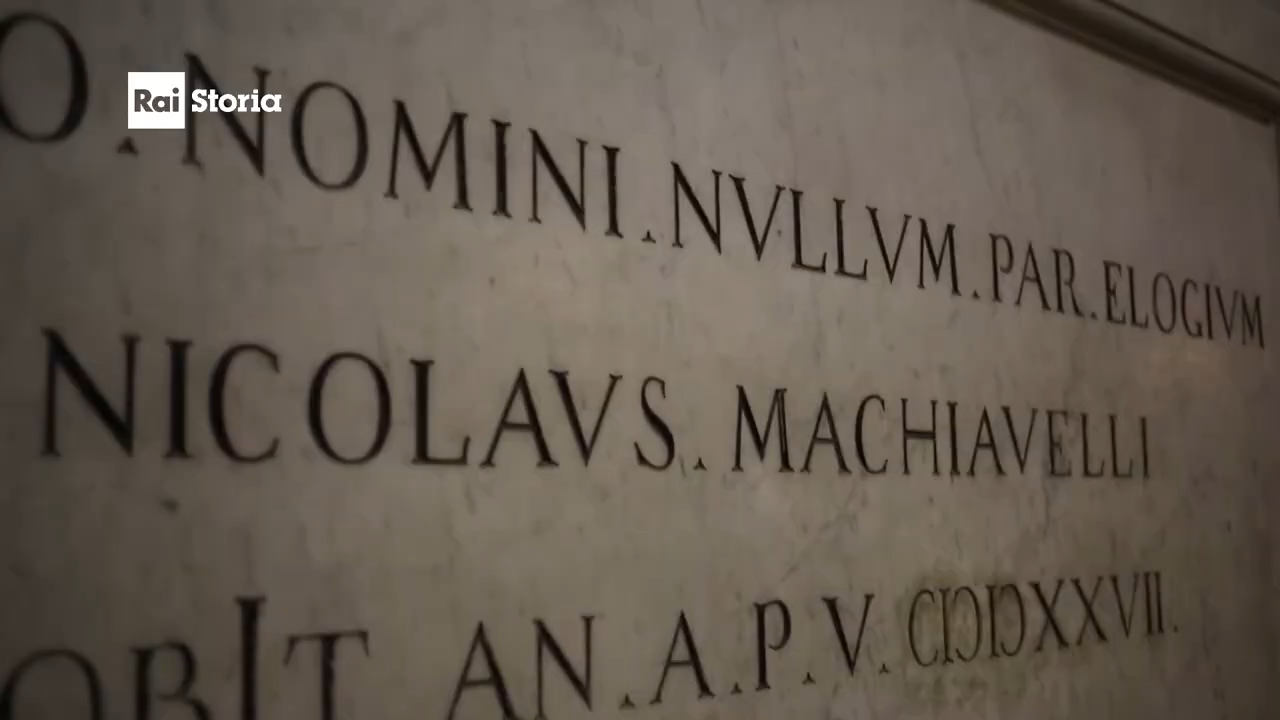 Rai Storia
O . NOMINI . NVLLVM . PAR . ELOGIVM
NICOLAVS . MACHIAVELLI
OBIT AN . A . P . V . CIƆIƆXXVII .